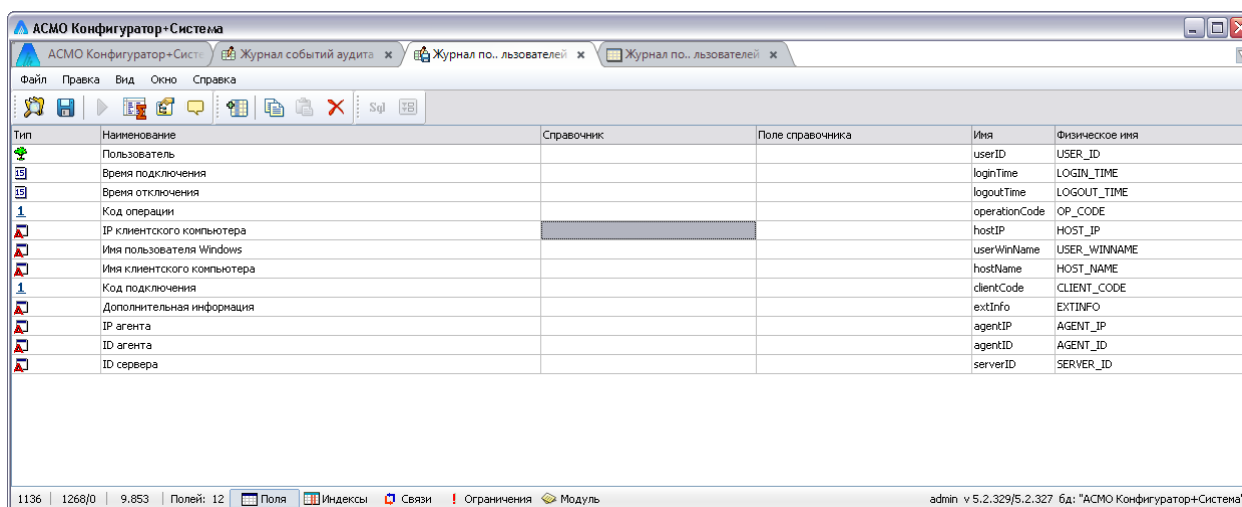 АСМО Конфигуратор+Система
АСМО Конфигуратор+Систе Журнал событий аудита Журнал по.. льзователей Журнал по.. льзователей
Файл Правка Вид Окно Справка
Sql
Тип Наименование Справочник Поле справочника Имя Физическое имя
Пользователь userID USER_ID
15 Время подключения loginTime LOGIN_TIME
15 Время отключения logoutTime LOGOUT_TIME
1 Код операции operationCode OP_CODE
A IP клиентского компьютера hostIP HOST_IP
A Имя пользователя Windows userWinName USER_WINNAME
A Имя клиентского компьютера hostName HOST_NAME
1 Код подключения clientCode CLIENT_CODE
A Дополнительная информация extInfo EXTINFO
A IP агента agentIP AGENT_IP
A ID агента agentID AGENT_ID
A ID сервера serverID SERVER_ID
1136 1268/0 9.853 Полей: 12 Поля Индексы Связи Ограничения Модуль admin v 5.2.329/5.2.327 бд: "АСМО Конфигуратор+Система"